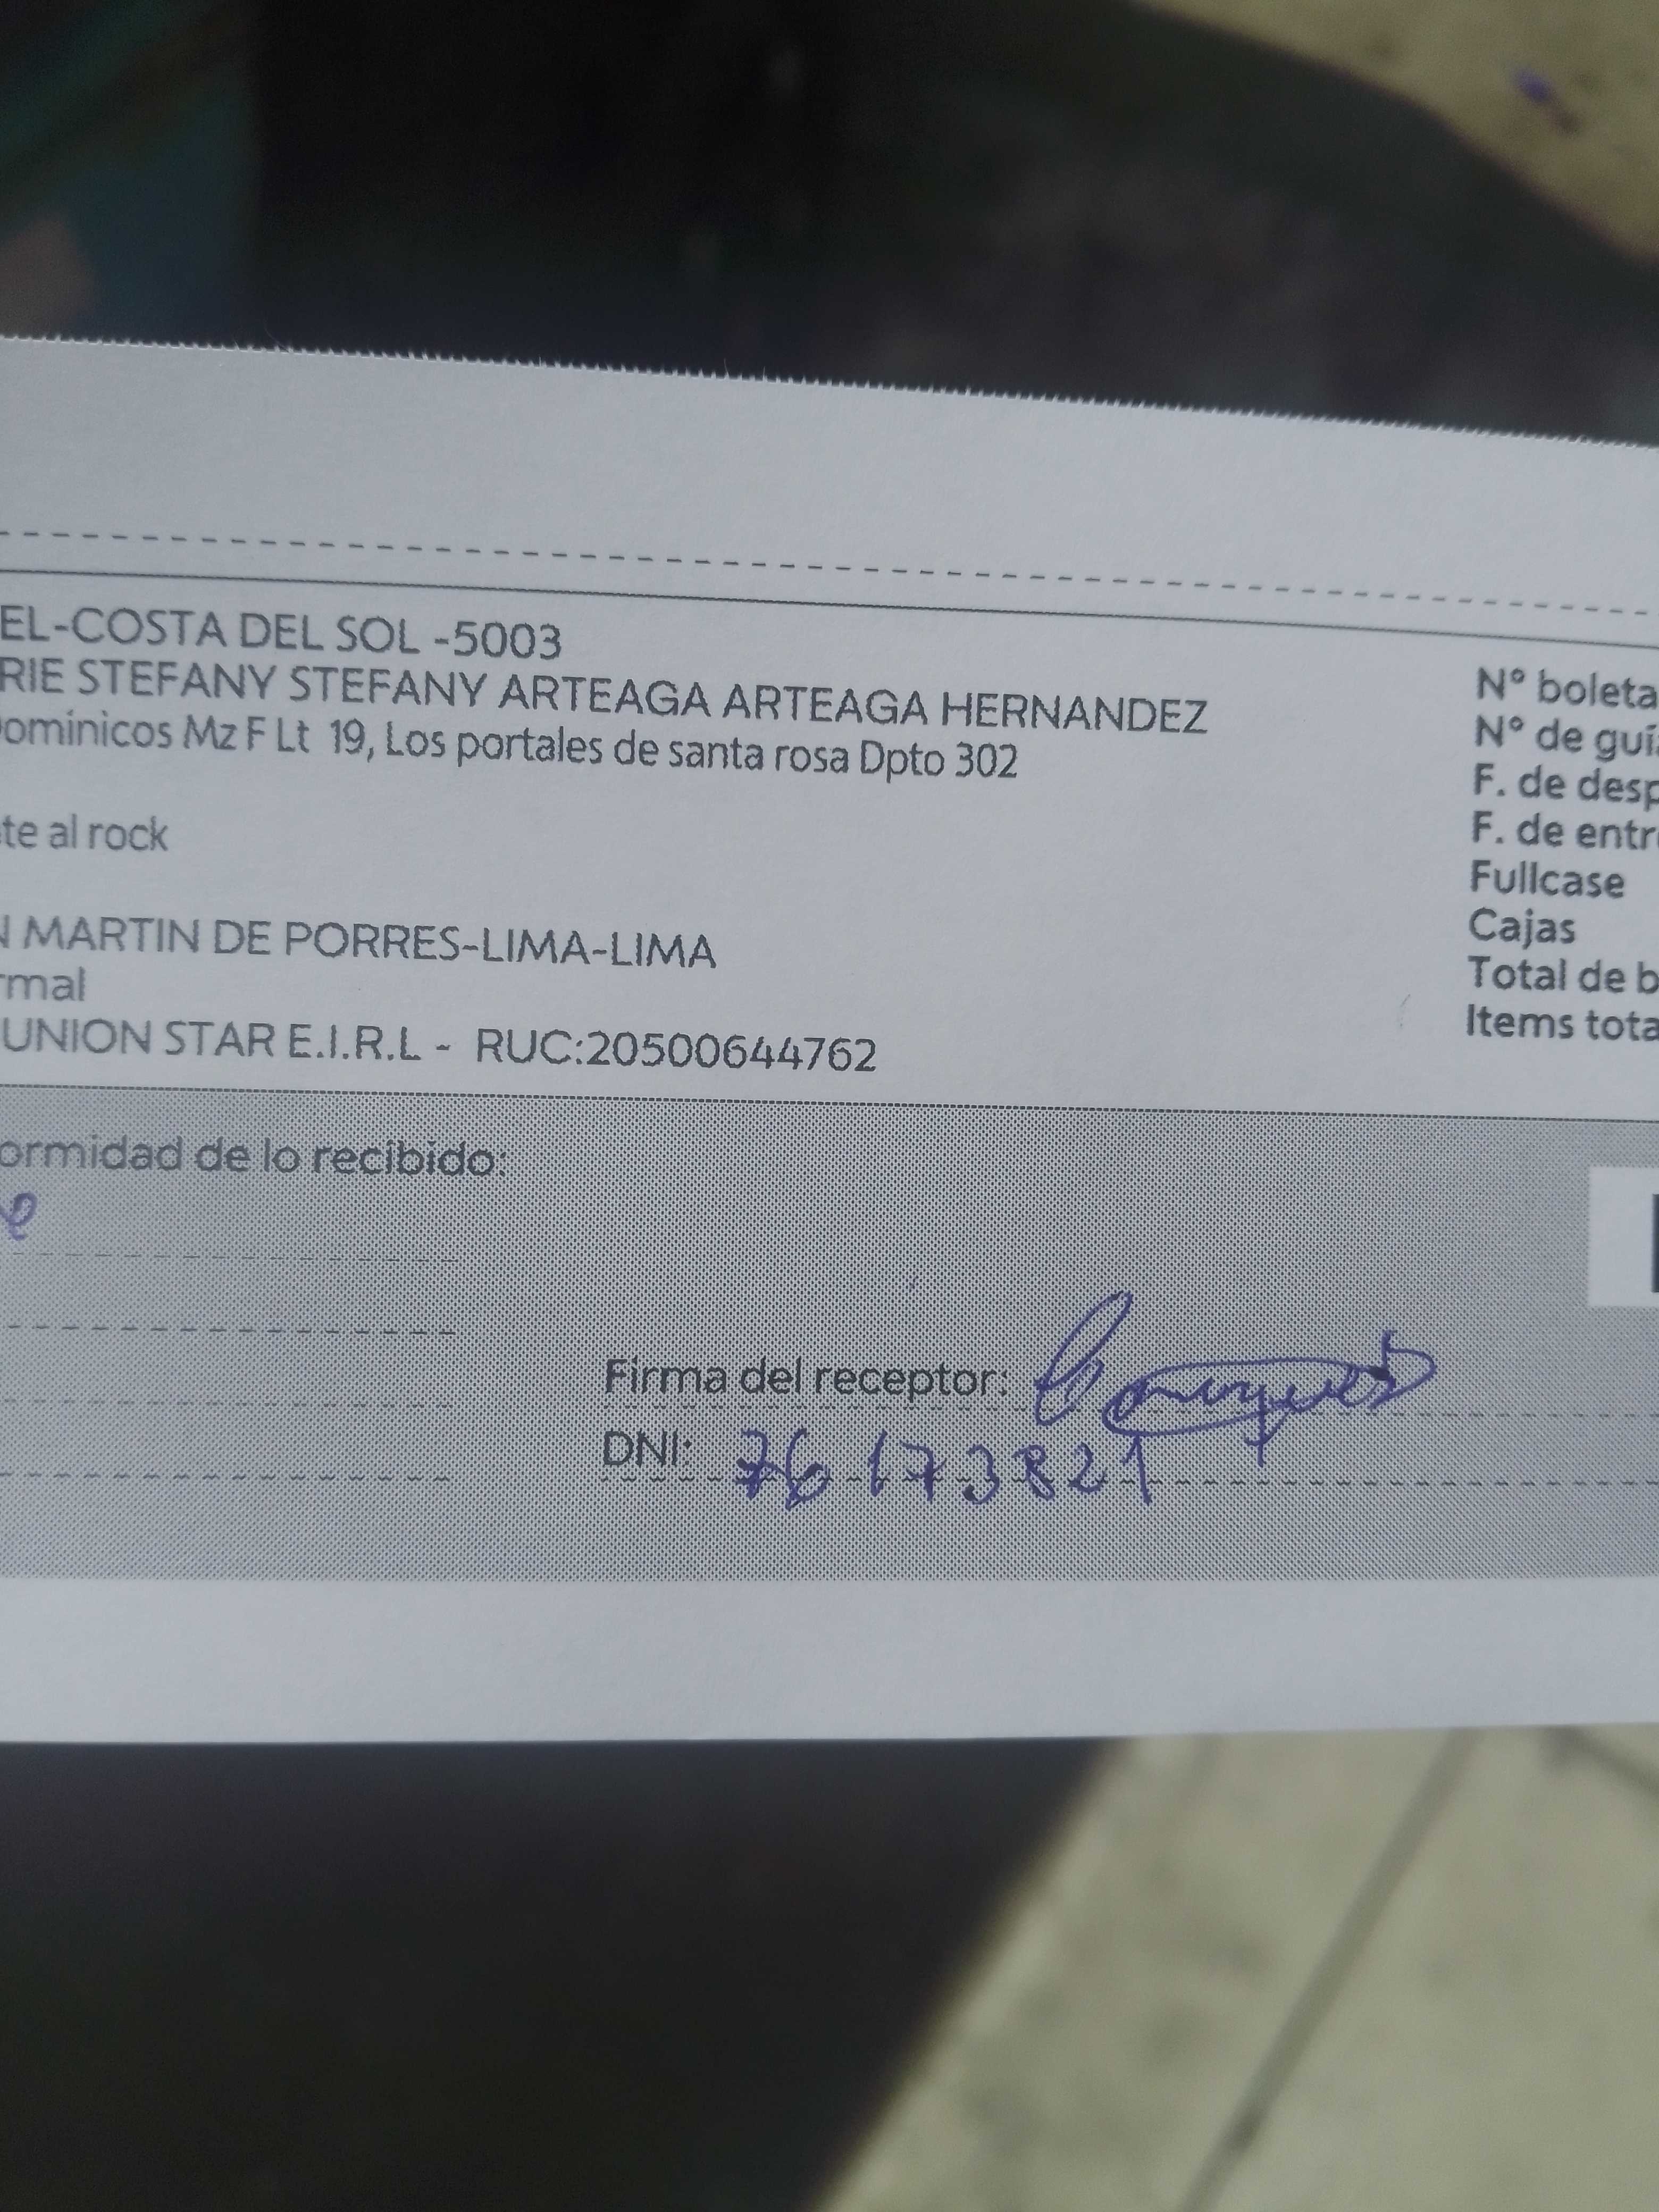 EL-COSTA DEL SOL -5003
RIE STEFANY STEFANY ARTEAGA ARTEAGA HERNANDEZ
ominicos Mz F Lt 19, Los portales de santa rosa Dpto 302
te al rock
N MARTIN DE PORRES-LIMA-LIMA
rmal
UNION STAR E.I.R.L - RUC:20500644762
N° boleta
N° de guí
F. de desp
F. de entr
Fullcase
Cajas
Total de b
Items tota
ormidad de lo recibido:
Firma del receptor:
DNI: 76173821